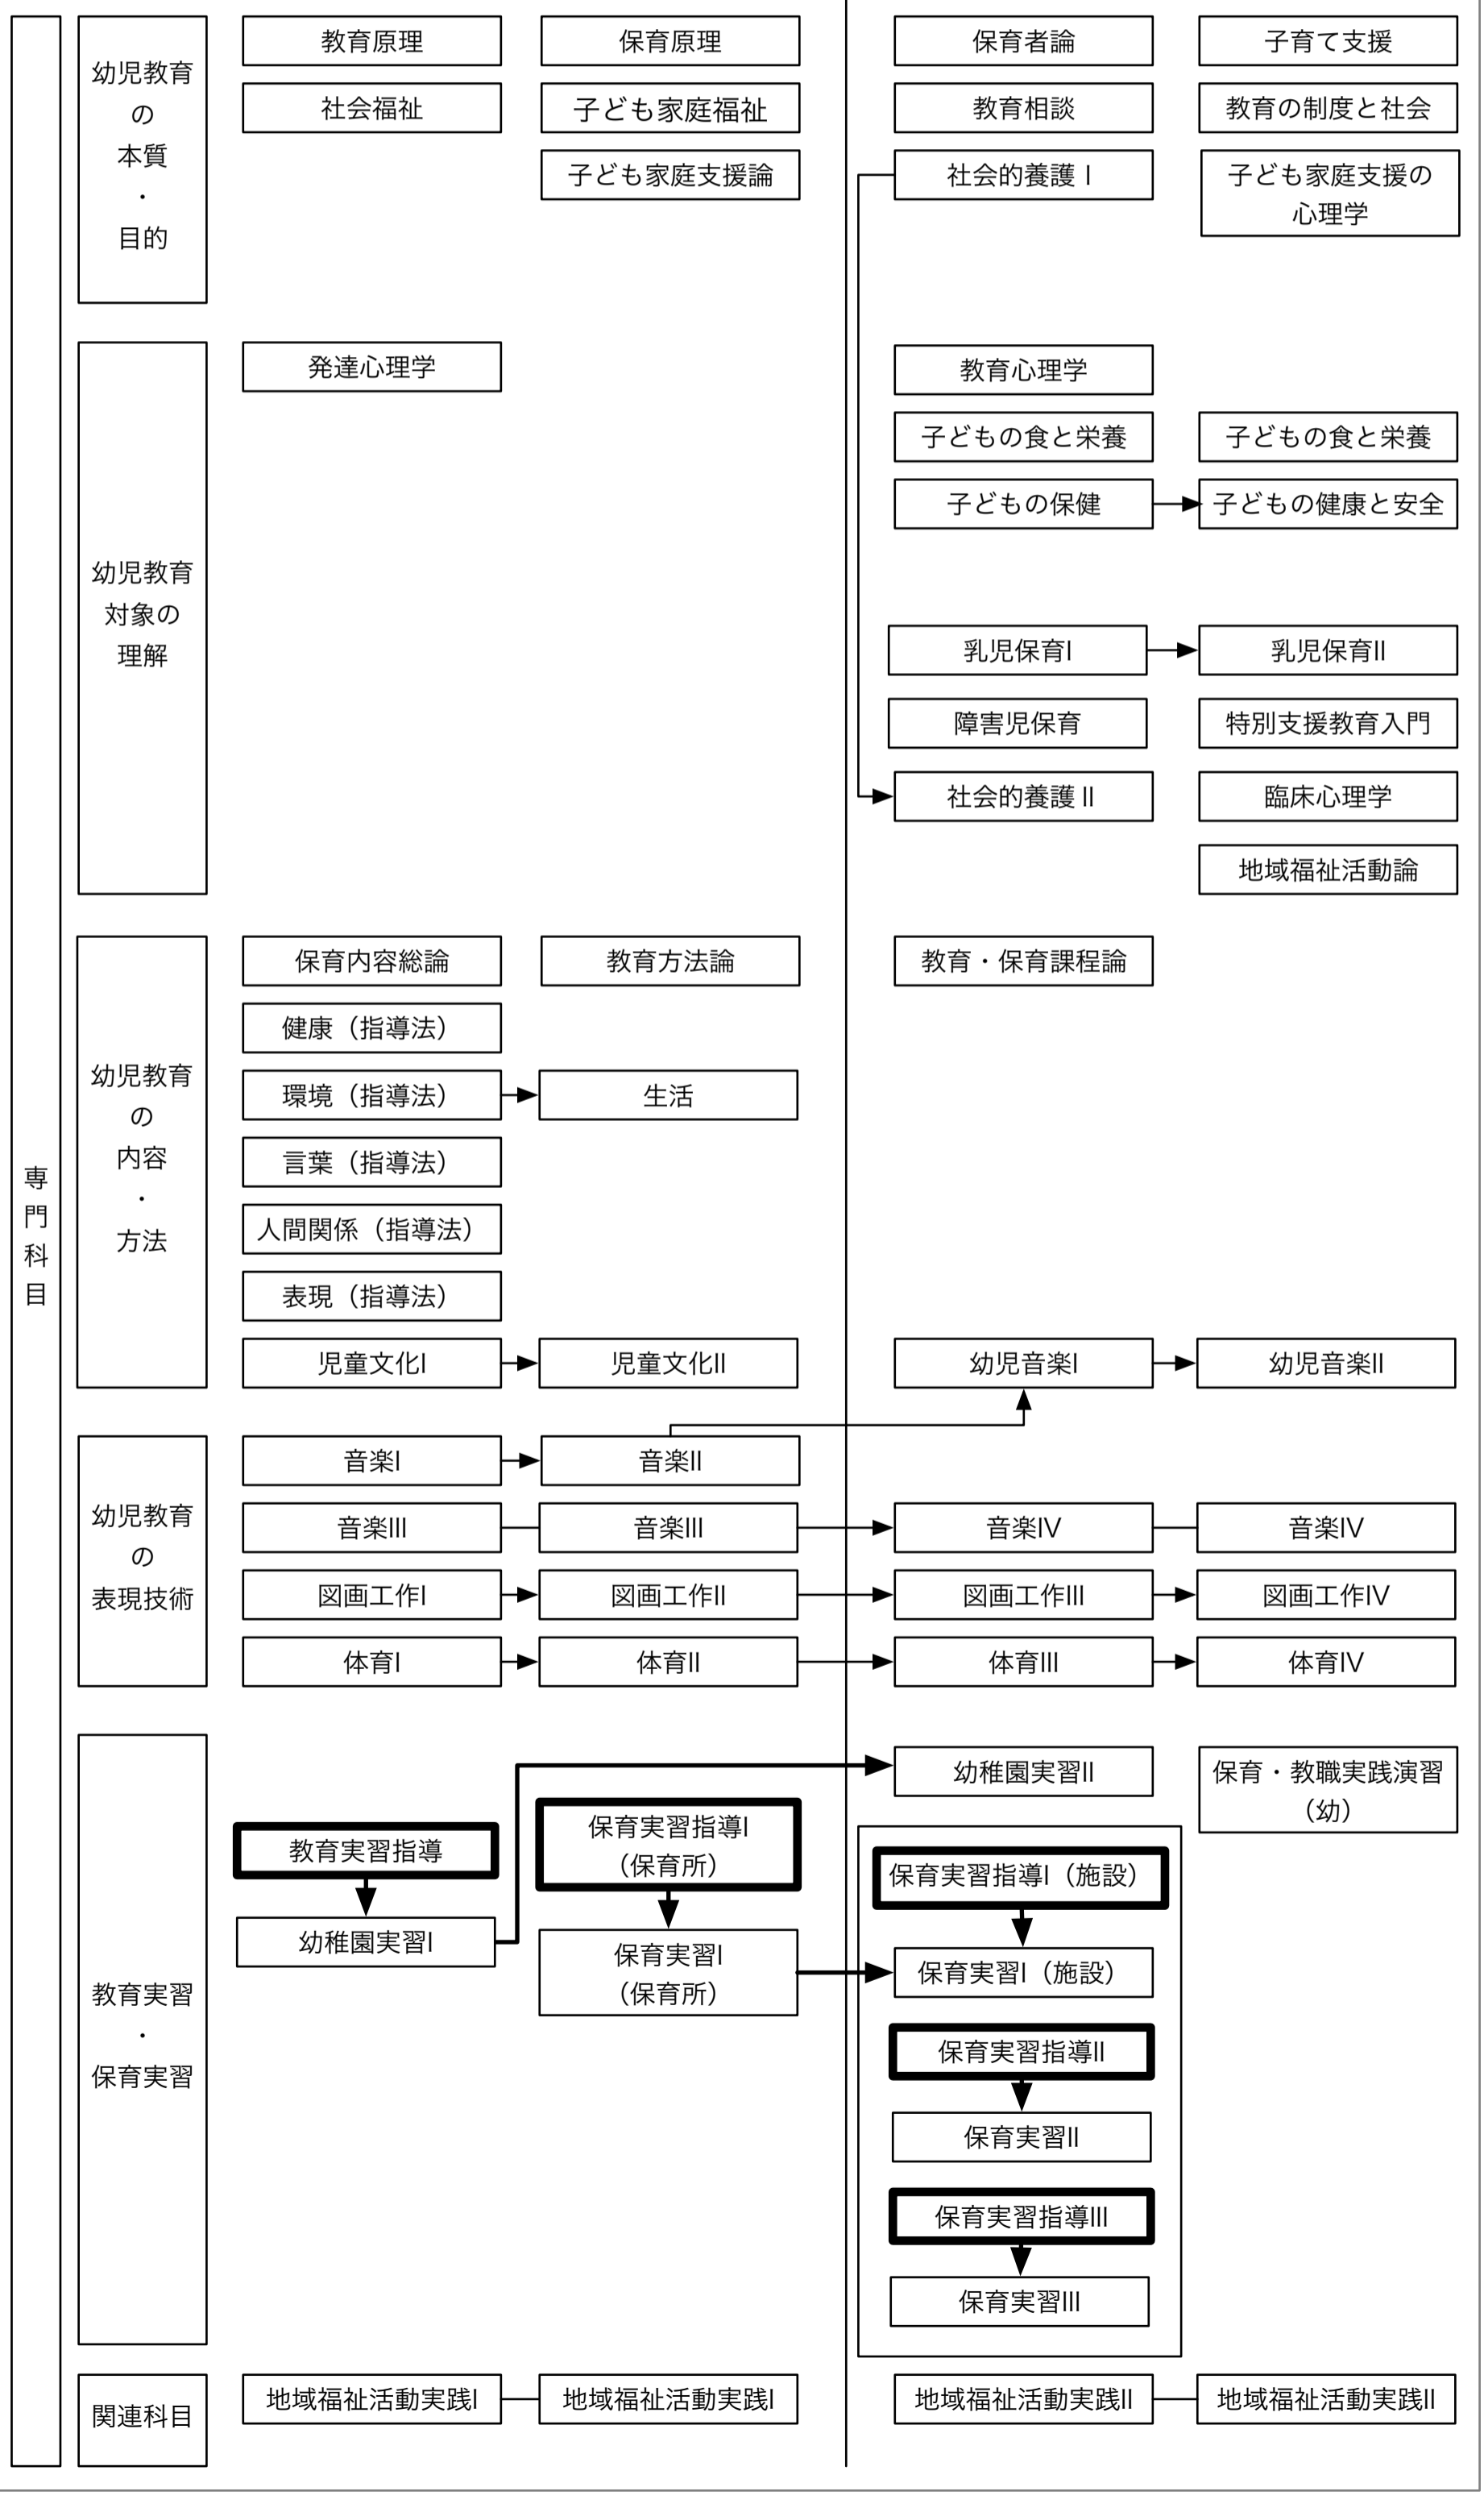 専門科目
幼児教育
の
本質
・
目的
教育原理
保育原理
保育者論
子育て支援
社会福祉
子ども家庭福祉
教育相談
教育の制度と社会
子ども家庭支援論
社会的養護Ⅰ
子ども家庭支援の
心理学
幼児教育
対象の
理解
発達心理学
教育心理学
子どもの食と栄養
子どもの食と栄養
子どもの保健
子どもの健康と安全
乳児保育I
乳児保育II
障害児保育
特別支援教育入門
社会的養護Ⅱ
臨床心理学
地域福祉活動論
幼児教育
の
内容
・
方法
保育内容総論
教育方法論
教育・保育課程論
健康（指導法）
環境（指導法）
生活
言葉（指導法）
人間関係（指導法）
表現（指導法）
児童文化I
児童文化II
幼児音楽I
幼児音楽II
幼児教育
の
表現技術
音楽I
音楽II
音楽III
音楽III
音楽IV
音楽IV
図画工作I
図画工作II
図画工作III
図画工作IV
体育I
体育II
体育III
体育IV
教育実習
・
保育実習
幼稚園実習II
保育・教職実践演習
（幼）
教育実習指導
保育実習指導I
（保育所）
保育実習指導I（施設）
幼稚園実習I
保育実習I
（保育所）
保育実習I（施設）
保育実習指導II
保育実習II
保育実習指導III
保育実習III
関連科目
地域福祉活動実践I
地域福祉活動実践I
地域福祉活動実践II
地域福祉活動実践II